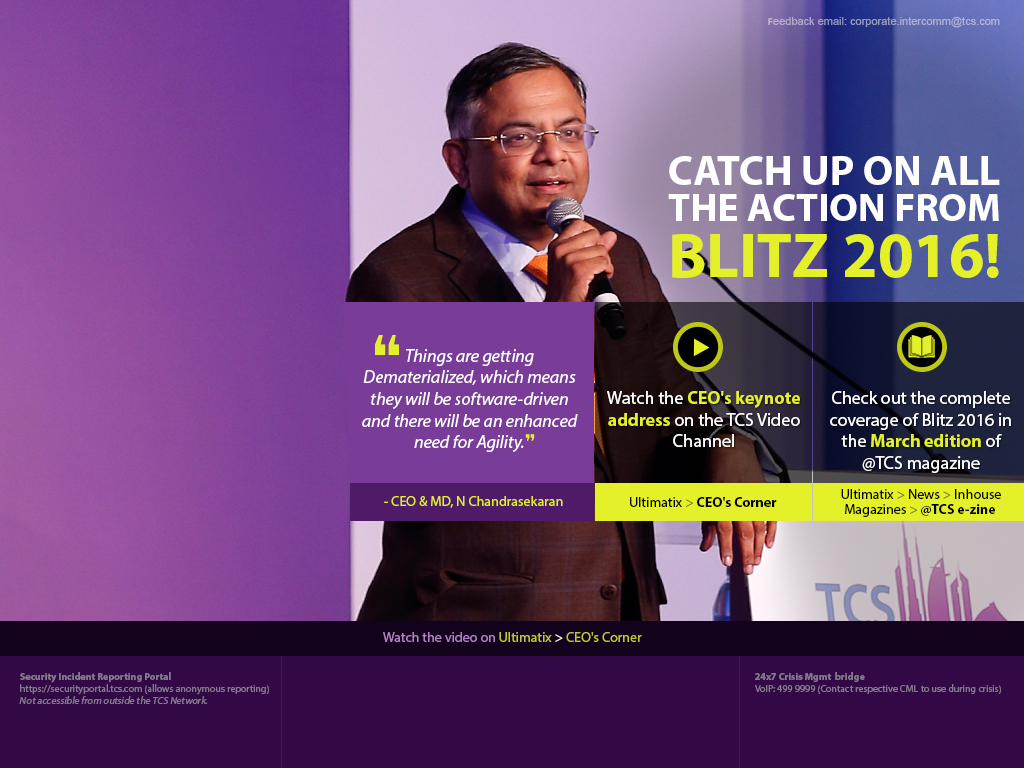 Feedback email: corporate.intercomm@tcs.com
CATCH UP ON ALL
THE ACTION FROM
BLITZ 2016!
“ Things are getting
Dematerialized, which means
they will be software-driven
and there will be an enhanced
need for Agility.”
- CEO & MD, N Chandrasekaran
Watch the CEO's keynote
address on the TCS Video
Channel
Ultimatix > CEO's Corner
Check out the complete
coverage of Blitz 2016 in
the March edition of
@TCS magazine
Ultimatix > News > Inhouse
Magazines > @TCS e-zine
TCS
Watch the video on Ultimatix > CEO's Corner
Security Incident Reporting Portal
https://securityportal.tcs.com (allows anonymous reporting)
Not accessible from outside the TCS Network.
24x7 Crisis Mgmt bridge
VoIP: 499 9999 (Contact respective CML to use during crisis)